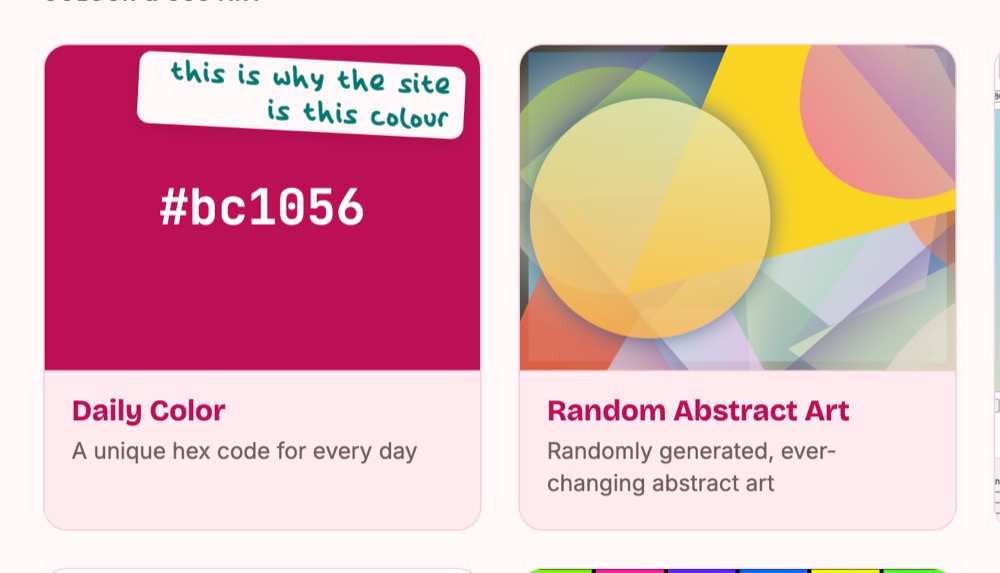 this is why the site
is this colour
#bc1056
Daily Color
A unique hex code for every day
Random Abstract Art
Randomly generated, ever-
changing abstract art